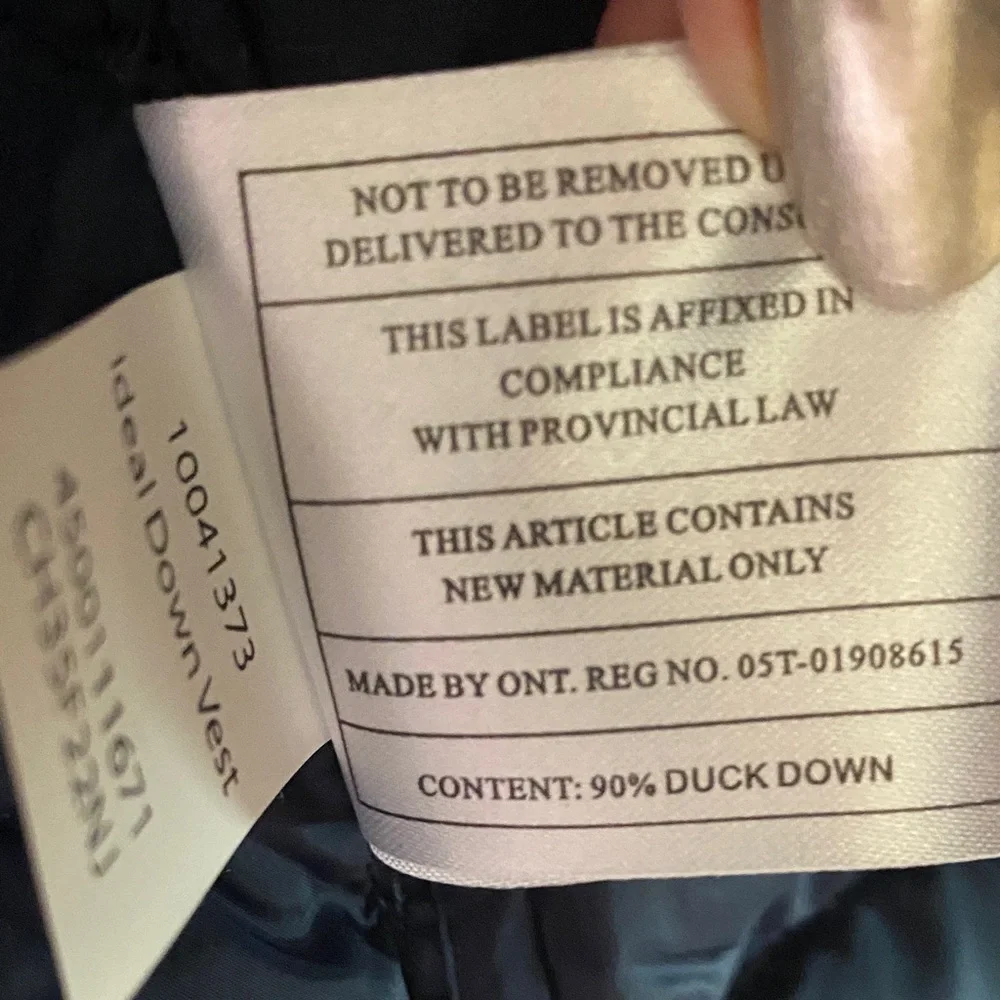 NOT TO BE REMOVED U
DELIVERED TO THE CONS
THIS LABEL IS AFFIXED IN
COMPLIANCE
WITH PROVINCIAL LAW
THIS ARTICLE CONTAINS
NEW MATERIAL ONLY
MADE BY ONT. REG NO. 05T-01908615
CONTENT: 90% DUCK DOWN
10041373
Ideal Down Vest
4500111671